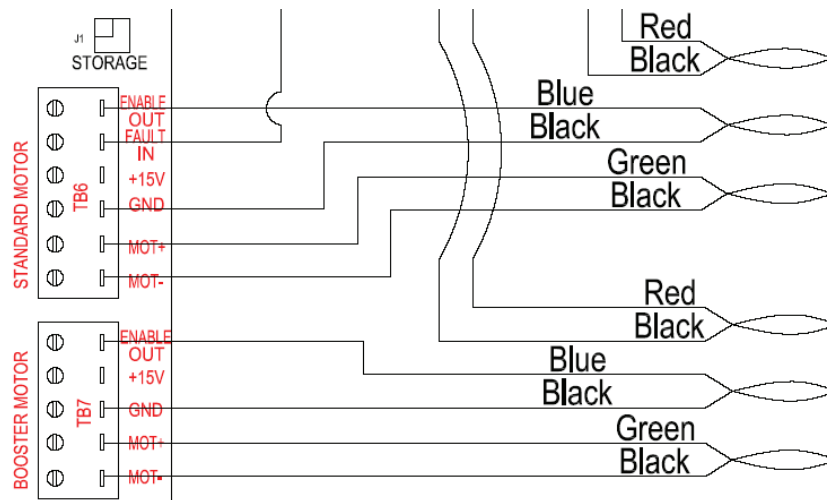 J1
STORAGE
Red
Black
STANDARD MOTOR
TB6
ENABLE
OUT
FAULT
IN
+15V
GND
MOT+
MOT-
Blue
Black
Green
Black
Red
Black
BOOSTER MOTOR
TB7
ENABLE
OUT
+15V
GND
MOT+
MOT-
Blue
Black
Green
Black